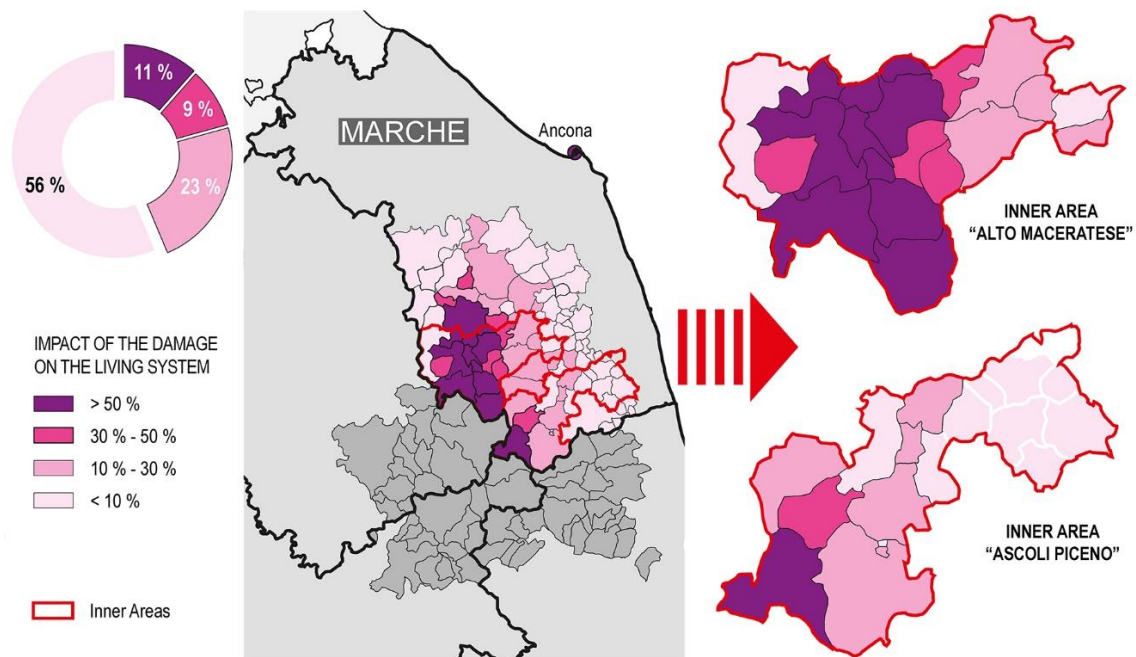 11 %
9 %
23 %
56 %
IMPACT OF THE DAMAGE
ON THE LIVING SYSTEM
> 50 %
30 % - 50 %
10 % - 30 %
< 10 %
Inner Areas
MARCHE
Ancona
INNER AREA
“ALTO MACERATESE”
INNER AREA
“ASCOLI PICENO”